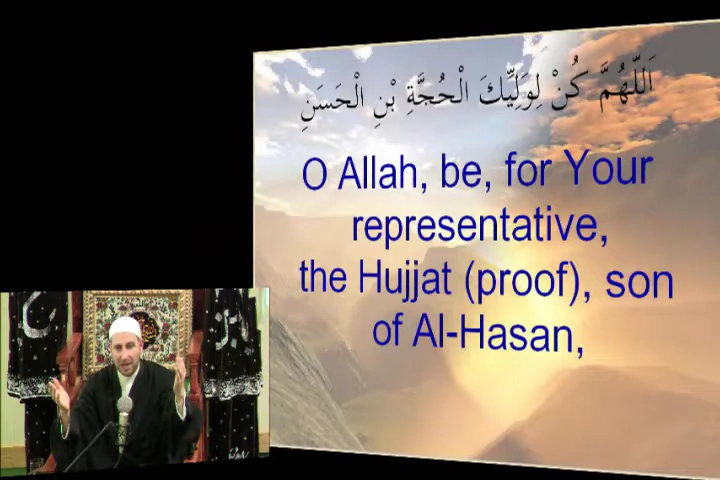 اَللّهُمَّ كُنْ لِوَلِيِّكَ الْحُجَّةِ بْنِ الْحَسَنِ
O Allah, be, for Your
representative,
the Hujjat (proof), son
of Al-Hasan,